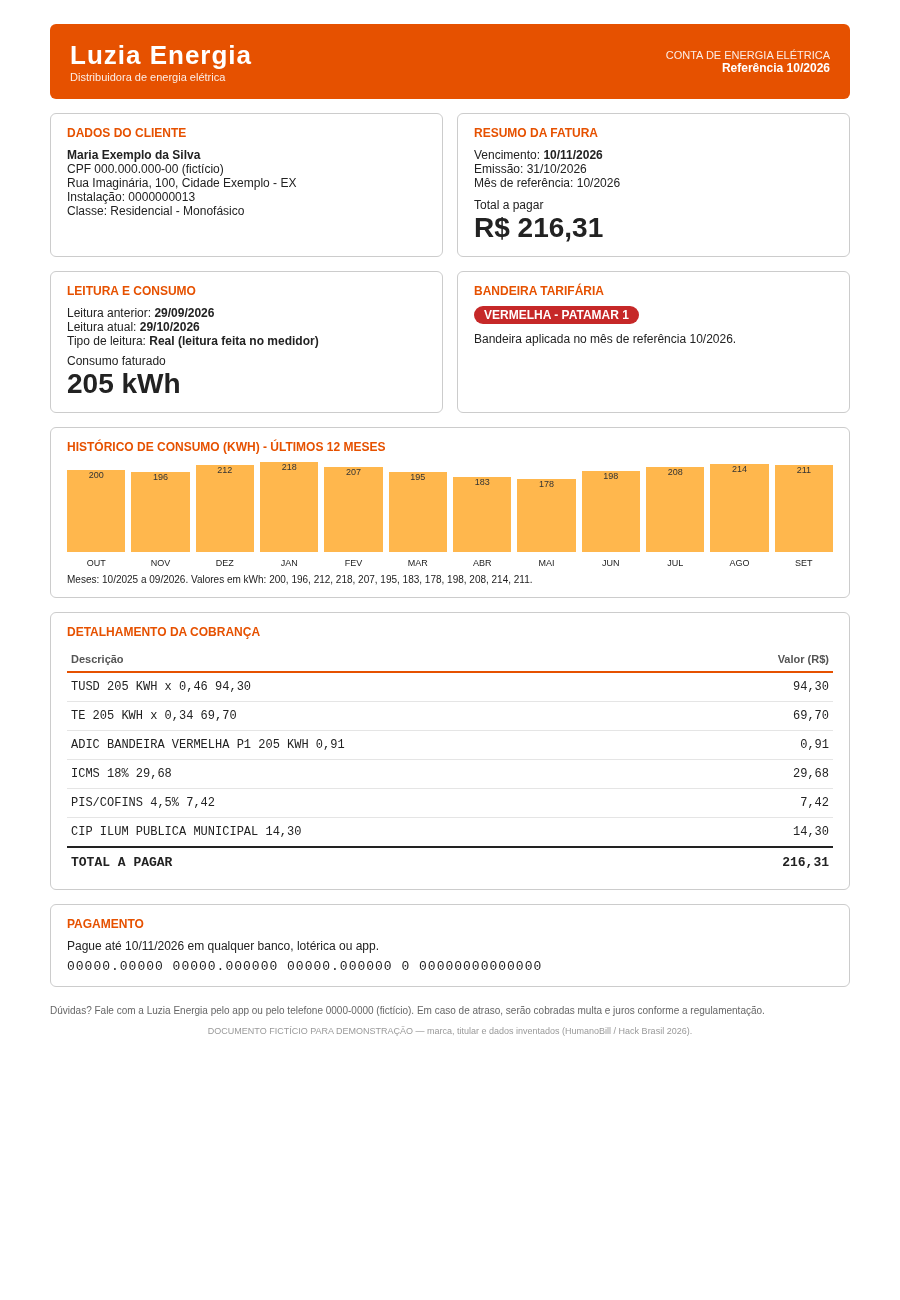 Luzia Energia
Distribuidora de energia elétrica
CONTA DE ENERGIA ELÉTRICA
Referência 10/2026
DADOS DO CLIENTE
Maria Exemplo da Silva
CPF 000.000.000-00 (fictício)
Rua Imaginária, 100, Cidade Exemplo - EX
Instalação: 0000000013
Classe: Residencial - Monofásico
RESUMO DA FATURA
Vencimento: 10/11/2026
Emissão: 31/10/2026
Mês de referência: 10/2026
Total a pagar
R$ 216,31
LEITURA E CONSUMO
Leitura anterior: 29/09/2026
Leitura atual: 29/10/2026
Tipo de leitura: Real (leitura feita no medidor)
Consumo faturado
205 kWh
BANDEIRA TARIFÁRIA
VERMELHA - PATAMAR 1
Bandeira aplicada no mês de referência 10/2026.
HISTÓRICO DE CONSUMO (KWH) - ÚLTIMOS 12 MESES
200 196 212 218 207 195 183 178 198 208 214 211
OUT NOV DEZ JAN FEV MAR ABR MAI JUN JUL AGO SET
Meses: 10/2025 a 09/2026. Valores em kWh: 200, 196, 212, 218, 207, 195, 183, 178, 198, 208, 214, 211.
DETALHAMENTO DA COBRANÇA
Descrição Valor (R$)
TUSD 205 KWH x 0,46 94,30 94,30
TE 205 KWH x 0,34 69,70 69,70
ADIC BANDEIRA VERMELHA P1 205 KWH 0,91 0,91
ICMS 18% 29,68 29,68
PIS/COFINS 4,5% 7,42 7,42
CIP ILUM PUBLICA MUNICIPAL 14,30 14,30
TOTAL A PAGAR 216,31
PAGAMENTO
Pague até 10/11/2026 em qualquer banco, lotérica ou app.
00000.00000 00000.000000 00000.000000 0 00000000000000
Dúvidas? Fale com a Luzia Energia pelo app ou pelo telefone 0000-0000 (fictício). Em caso de atraso, serão cobradas multa e juros conforme a regulamentação.
DOCUMENTO FICTÍCIO PARA DEMONSTRAÇÃO — marca, titular e dados inventados (HumanoBill / Hack Brasil 2026).